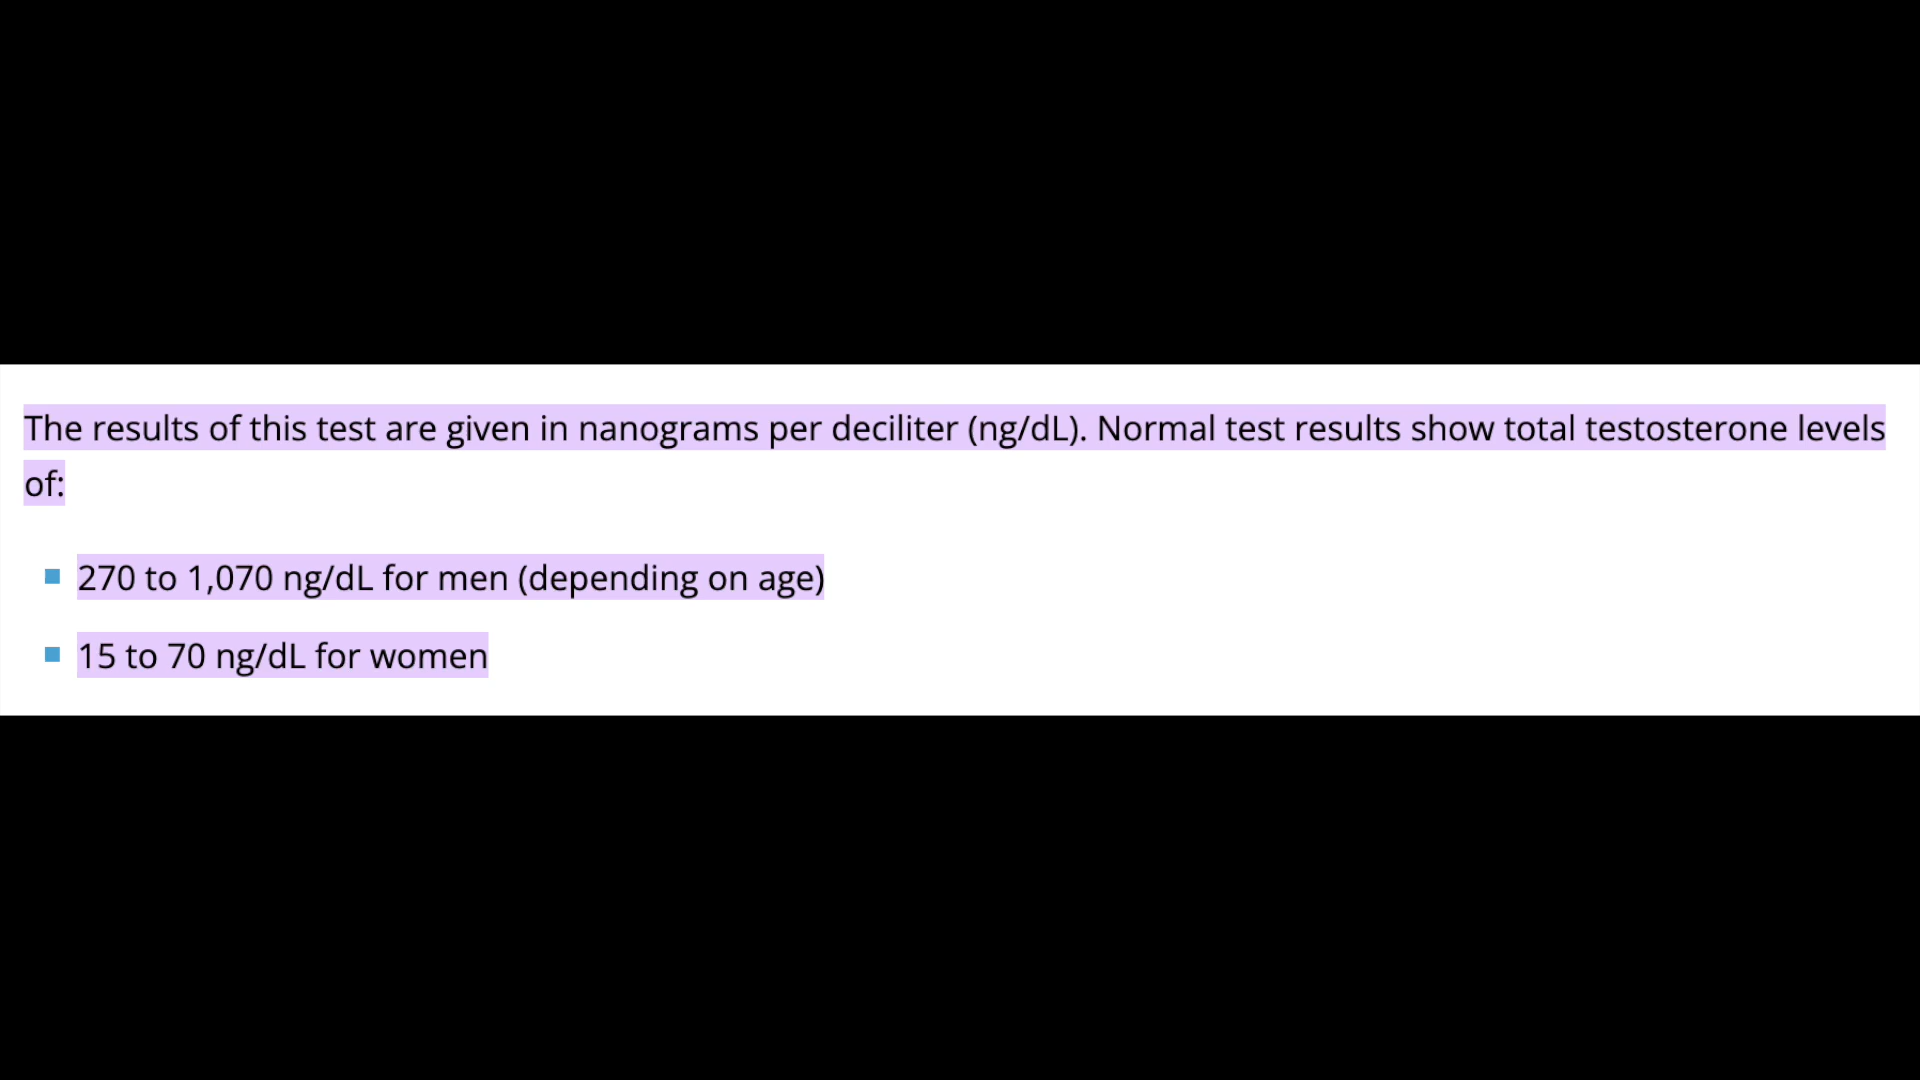 The results of this test are given in nanograms per deciliter (ng/dL). Normal test results show total testosterone levels
of:
270 to 1,070 ng/dL for men (depending on age)
15 to 70 ng/dL for women